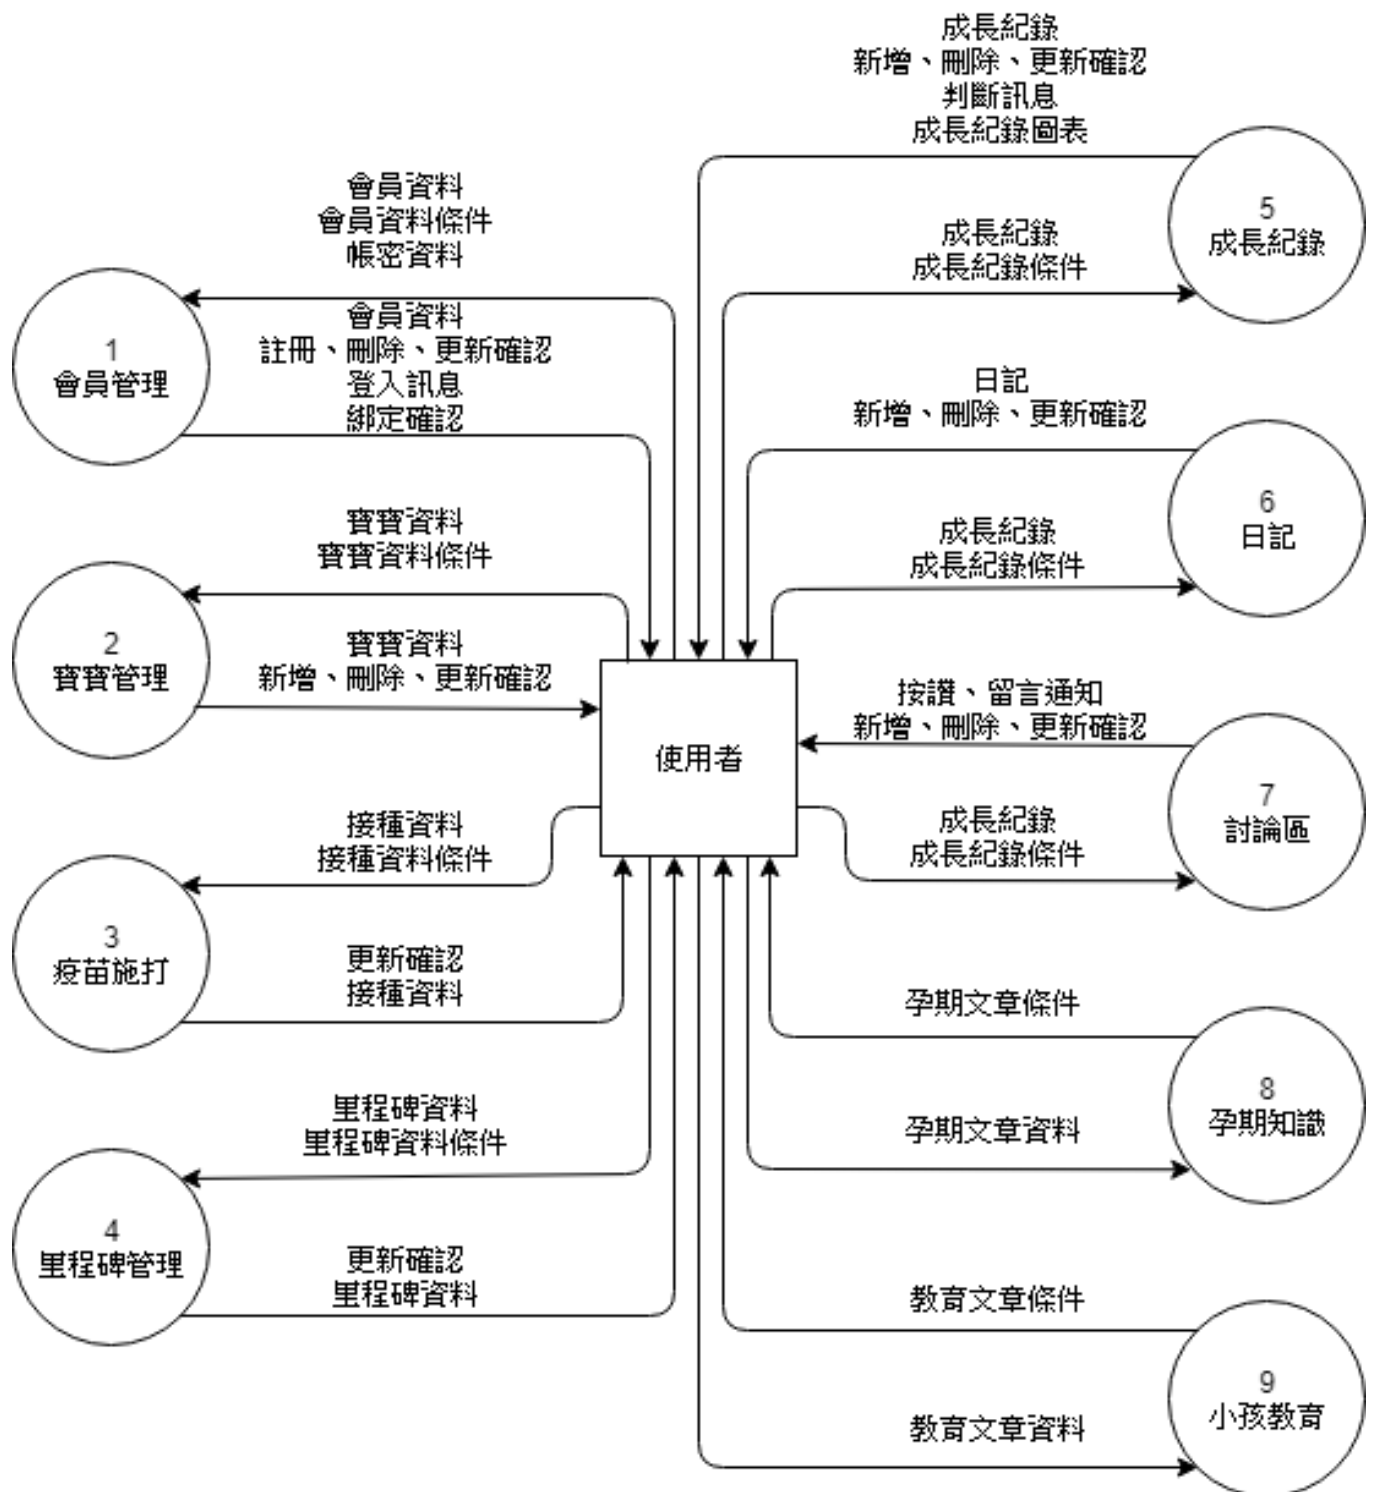 成長紀錄
新增、刪除、更新確認
判斷訊息
成長紀錄圖表
5
成長紀錄
成長紀錄
成長紀錄條件
會員資料
會員資料條件
帳密資料
1
會員管理
會員資料
註冊、刪除、更新確認
登入訊息
綁定確認
日記
新增、刪除、更新確認
6
日記
成長紀錄
成長紀錄條件
寶寶資料
寶寶資料條件
2
寶寶管理
寶寶資料
新增、刪除、更新確認
使用者
按讚、留言通知
新增、刪除、更新確認
7
討論區
成長紀錄
成長紀錄條件
接種資料
接種資料條件
3
疫苗施打
更新確認
接種資料
孕期文章條件
8
孕期知識
孕期文章資料
里程碑資料
里程碑資料條件
4
里程碑管理
更新確認
里程碑資料
教育文章條件
9
小孩教育
教育文章資料